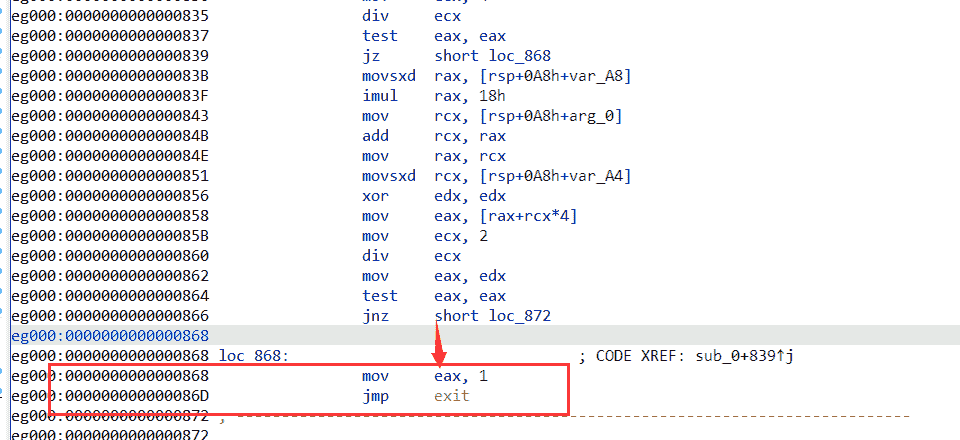 eg000:0000000000000835 div ecx
eg000:0000000000000837 test eax, eax
eg000:0000000000000839 jz short loc_868
eg000:000000000000083B movsxd rax, [rsp+0A8h+var_A8]
eg000:000000000000083F imul rax, 18h
eg000:0000000000000843 mov rcx, [rsp+0A8h+arg_0]
eg000:000000000000084B add rcx, rax
eg000:000000000000084E mov rax, rcx
eg000:0000000000000851 movsxd rcx, [rsp+0A8h+var_A4]
eg000:0000000000000856 xor edx, edx
eg000:0000000000000858 mov eax, [rax+rcx*4]
eg000:000000000000085B mov ecx, 2
eg000:0000000000000860 div ecx
eg000:0000000000000862 mov eax, edx
eg000:0000000000000864 test eax, eax
eg000:0000000000000866 jnz short loc_872
eg000:0000000000000868
eg000:0000000000000868 loc_868: ; CODE XREF: sub_0+839↑j
eg000:0000000000000868 mov eax, 1
eg000:000000000000086D jmp exit
eg000:0000000000000872 ; ---------------------------------------------------------------------------
eg000:0000000000000872